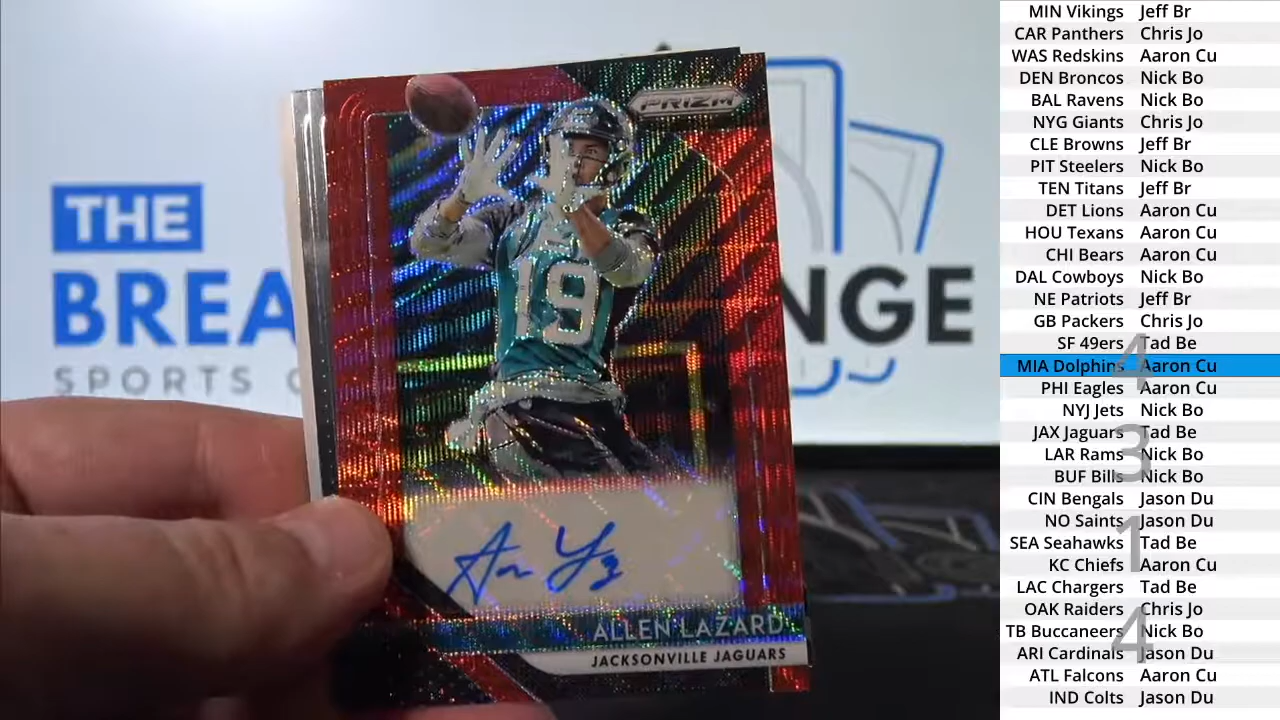 THE
BREA NGE
SPORTS C
PRIZM
19
ALLEN LAZARD
JACKSONVILLE JAGUARS
MIN Vikings Jeff Br
CAR Panthers Chris Jo
WAS Redskins Aaron Cu
DEN Broncos Nick Bo
BAL Ravens Nick Bo
NYG Giants Chris Jo
CLE Browns Jeff Br
PIT Steelers Nick Bo
TEN Titans Jeff Br
DET Lions Aaron Cu
HOU Texans Aaron Cu
CHI Bears Aaron Cu
DAL Cowboys Nick Bo
NE Patriots Jeff Br
GB Packers Chris Jo
SF 49ers Tad Be
MIA Dolphins Aaron Cu
PHI Eagles Aaron Cu
NYJ Jets Nick Bo
JAX Jaguars Tad Be
LAR Rams Nick Bo
BUF Bills Nick Bo
CIN Bengals Jason Du
NO Saints Jason Du
SEA Seahawks Tad Be
KC Chiefs Aaron Cu
LAC Chargers Tad Be
OAK Raiders Chris Jo
TB Buccaneers Nick Bo
ARI Cardinals Jason Du
ATL Falcons Aaron Cu
IND Colts Jason Du
4
3
1
4